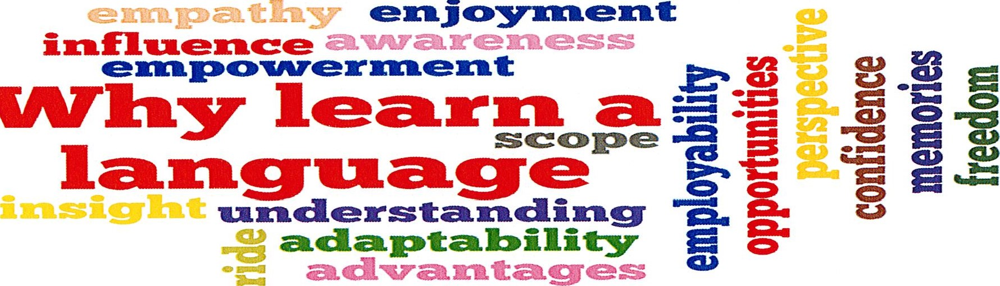 empathy
enjoyment
influence
awareness
empowerment
Why learn a
scope
language
insight
understanding
ride
adaptability
advantages
employability
opportunities
perspective
confidence
memories
freedom